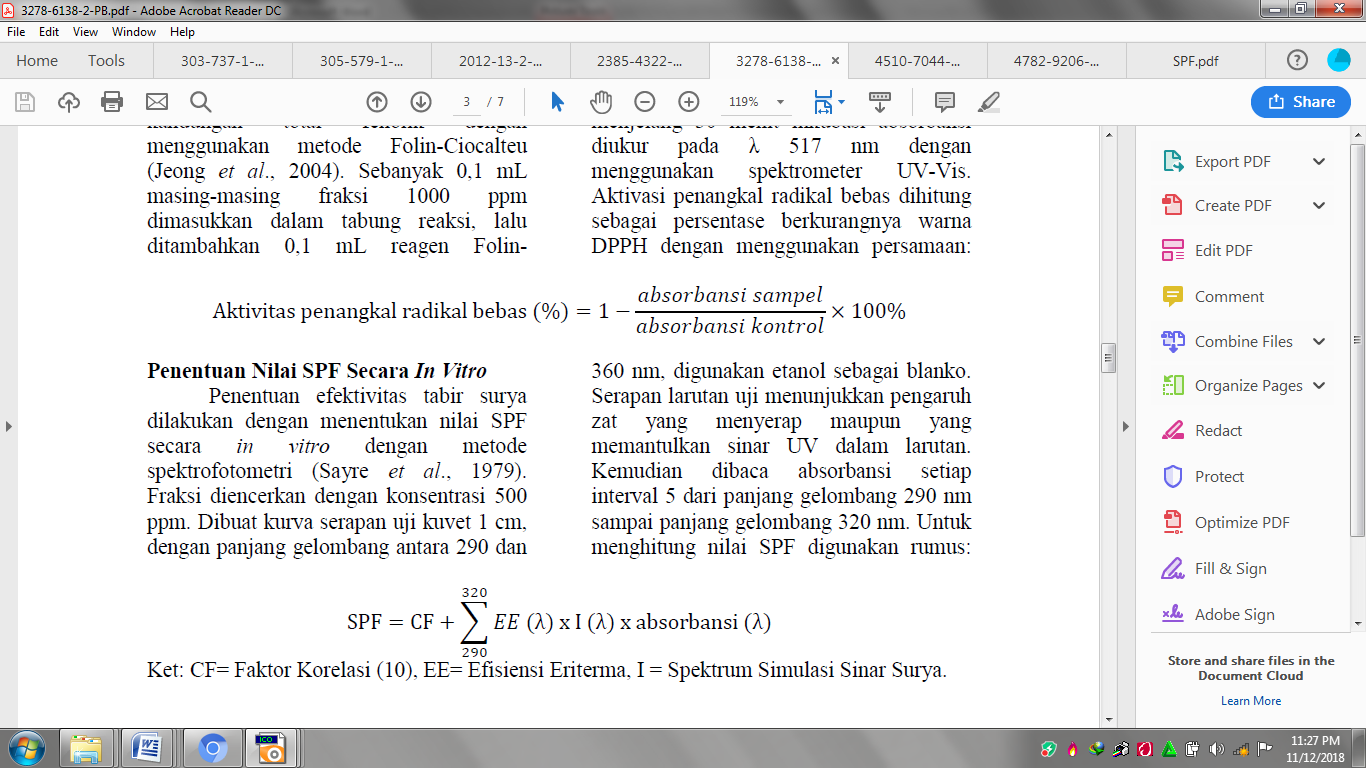 3278-6138-2-PB.pdf - Adobe Acrobat Reader DC
File Edit View Window Help
Home Tools 303-737-1-... 305-579-1-... 2012-13-2-... 2385-4322-... 3278-6138-... × 4510-7044-... 4782-9206-... SPF.pdf
3 / 7 119% Share
menggunakan metode Folin-Ciocalteu
(Jeong et al., 2004). Sebanyak 0,1 mL
masing-masing fraksi 1000 ppm
dimasukkan dalam tabung reaksi, lalu
ditambahkan 0,1 mL reagen Folin-
diukur pada λ 517 nm dengan
menggunakan spektrometer UV-Vis.
Aktivasi penangkal radikal bebas dihitung
sebagai persentase berkurangnya warna
DPPH dengan menggunakan persamaan:
Aktivitas penangkal radikal bebas (%) = 1 − absorbansi sampel / absorbansi kontrol × 100%
Penentuan Nilai SPF Secara In Vitro
Penentuan efektivitas tabir surya
dilakukan dengan menentukan nilai SPF
secara in vitro dengan metode
spektrofotometri (Sayre et al., 1979).
Fraksi diencerkan dengan konsentrasi 500
ppm. Dibuat kurva serapan uji kuvet 1 cm,
dengan panjang gelombang antara 290 dan
360 nm, digunakan etanol sebagai blanko.
Serapan larutan uji menunjukkan pengaruh
zat yang menyerap maupun yang
memantulkan sinar UV dalam larutan.
Kemudian dibaca absorbansi setiap
interval 5 dari panjang gelombang 290 nm
sampai panjang gelombang 320 nm. Untuk
menghitung nilai SPF digunakan rumus:
320
SPF = CF + ∑ EE (λ) x I (λ) x absorbansi (λ)
290
Ket: CF= Faktor Korelasi (10), EE= Efisiensi Eriterma, I = Spektrum Simulasi Sinar Surya.
Export PDF
Create PDF
Edit PDF
Comment
Combine Files
Organize Pages
Redact
Protect
Optimize PDF
Fill & Sign
Adobe Sign
Store and share files in the
Document Cloud
Learn More
11:27 PM
11/12/2018